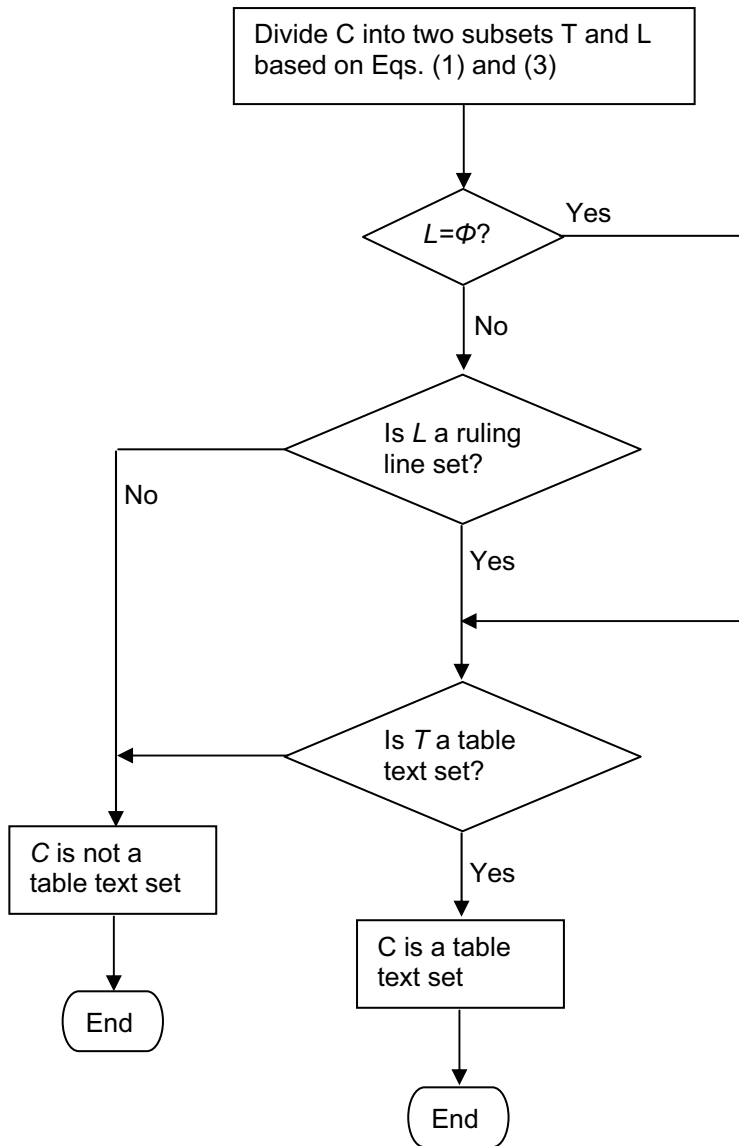 Divide C into two subsets T and L
based on Eqs. (1) and (3)
L=Φ?
Yes
No
Is L a ruling
line set?
No
Yes
Is T a table
text set?
C is not a
table text set
Yes
C is a table
text set
End
End